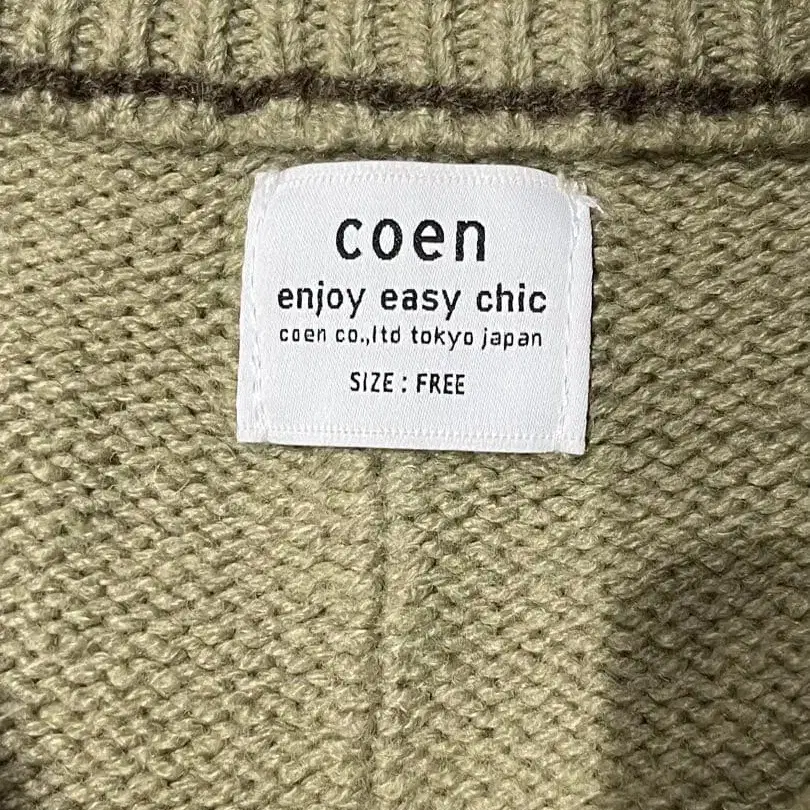 coen
enjoy easy chic
coen co.,ltd tokyo japan
SIZE : FREE